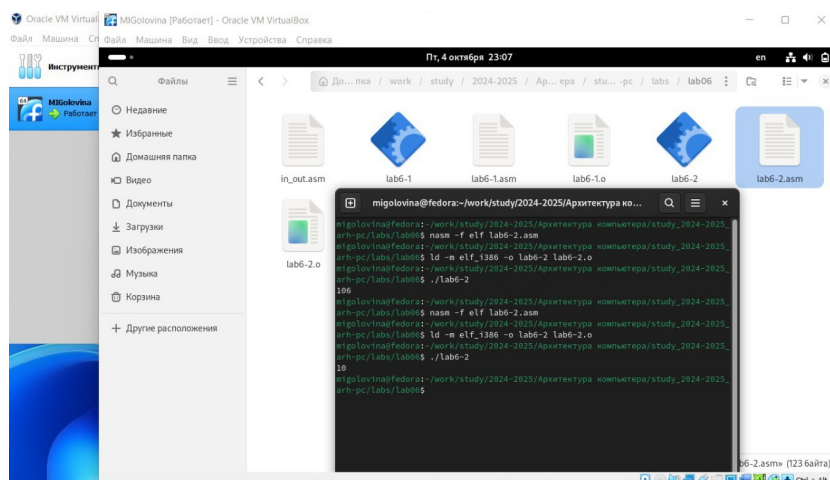 Oracle VM Virtual
MIGolovina [Работает] - Oracle VM VirtualBox
Файл Машина
Файл Машина Вид Ввод Устройства Справка
Пт, 4 октября 23:07
en
Инструмент
MIGolovina
Работает
Файлы
До... пка / work / study / 2024-2025 / Ар... ера / stu... -pc / labs / lab06
Недавние
Избранные
Домашняя папка
Видео
Документы
Загрузки
Изображения
Музыка
Корзина
+ Другие расположения
in_out.asm
lab6-1
lab6-1.asm
lab6-1.o
lab6-2
lab6-2.asm
lab6-2.o
migolovina@fedora:~/work/study/2024-2025/Архитектура ко...
migolovina@fedora:~/work/study/2024-2025/Архитектура компьютера/study_2024-2025_
arh-pc/labs/lab06$ nasm -f elf lab6-2.asm
migolovina@fedora:~/work/study/2024-2025/Архитектура компьютера/study_2024-2025_
arh-pc/labs/lab06$ ld -m elf_i386 -o lab6-2 lab6-2.o
migolovina@fedora:~/work/study/2024-2025/Архитектура компьютера/study_2024-2025_
arh-pc/labs/lab06$ ./lab6-2
106
migolovina@fedora:~/work/study/2024-2025/Архитектура компьютера/study_2024-2025_
arh-pc/labs/lab06$ nasm -f elf lab6-2.asm
migolovina@fedora:~/work/study/2024-2025/Архитектура компьютера/study_2024-2025_
arh-pc/labs/lab06$ ld -m elf_i386 -o lab6-2 lab6-2.o
migolovina@fedora:~/work/study/2024-2025/Архитектура компьютера/study_2024-2025_
arh-pc/labs/lab06$ ./lab6-2
10
migolovina@fedora:~/work/study/2024-2025/Архитектура компьютера/study_2024-2025_
arh-pc/labs/lab06$
b6-2.asm» (123 байта)